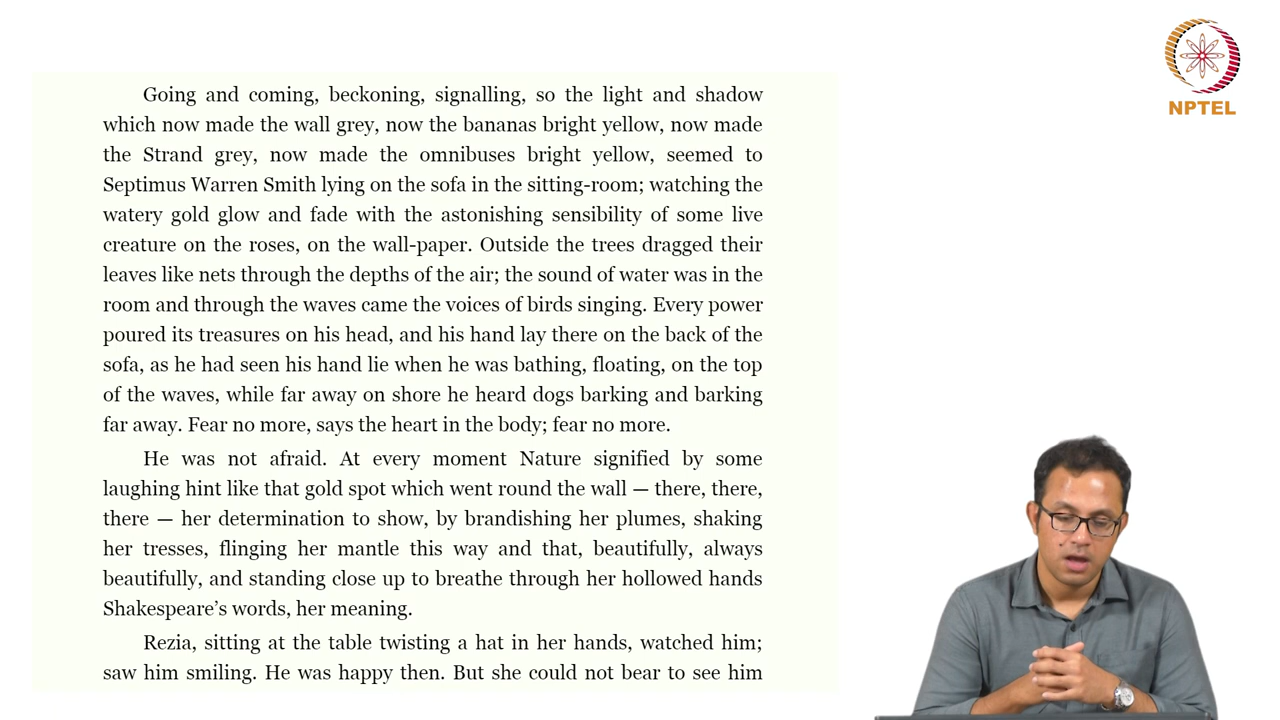 Going and coming, beckoning, signalling, so the light and shadow
which now made the wall grey, now the bananas bright yellow, now made
the Strand grey, now made the omnibuses bright yellow, seemed to
Septimus Warren Smith lying on the sofa in the sitting-room; watching the
watery gold glow and fade with the astonishing sensibility of some live
creature on the roses, on the wall-paper. Outside the trees dragged their
leaves like nets through the depths of the air; the sound of water was in the
room and through the waves came the voices of birds singing. Every power
poured its treasures on his head, and his hand lay there on the back of the
sofa, as he had seen his hand lie when he was bathing, floating, on the top
of the waves, while far away on shore he heard dogs barking and barking
far away. Fear no more, says the heart in the body; fear no more.
He was not afraid. At every moment Nature signified by some
laughing hint like that gold spot which went round the wall — there, there,
there — her determination to show, by brandishing her plumes, shaking
her tresses, flinging her mantle this way and that, beautifully, always
beautifully, and standing close up to breathe through her hollowed hands
Shakespeare's words, her meaning.
Rezia, sitting at the table twisting a hat in her hands, watched him;
saw him smiling. He was happy then. But she could not bear to see him
NPTEL